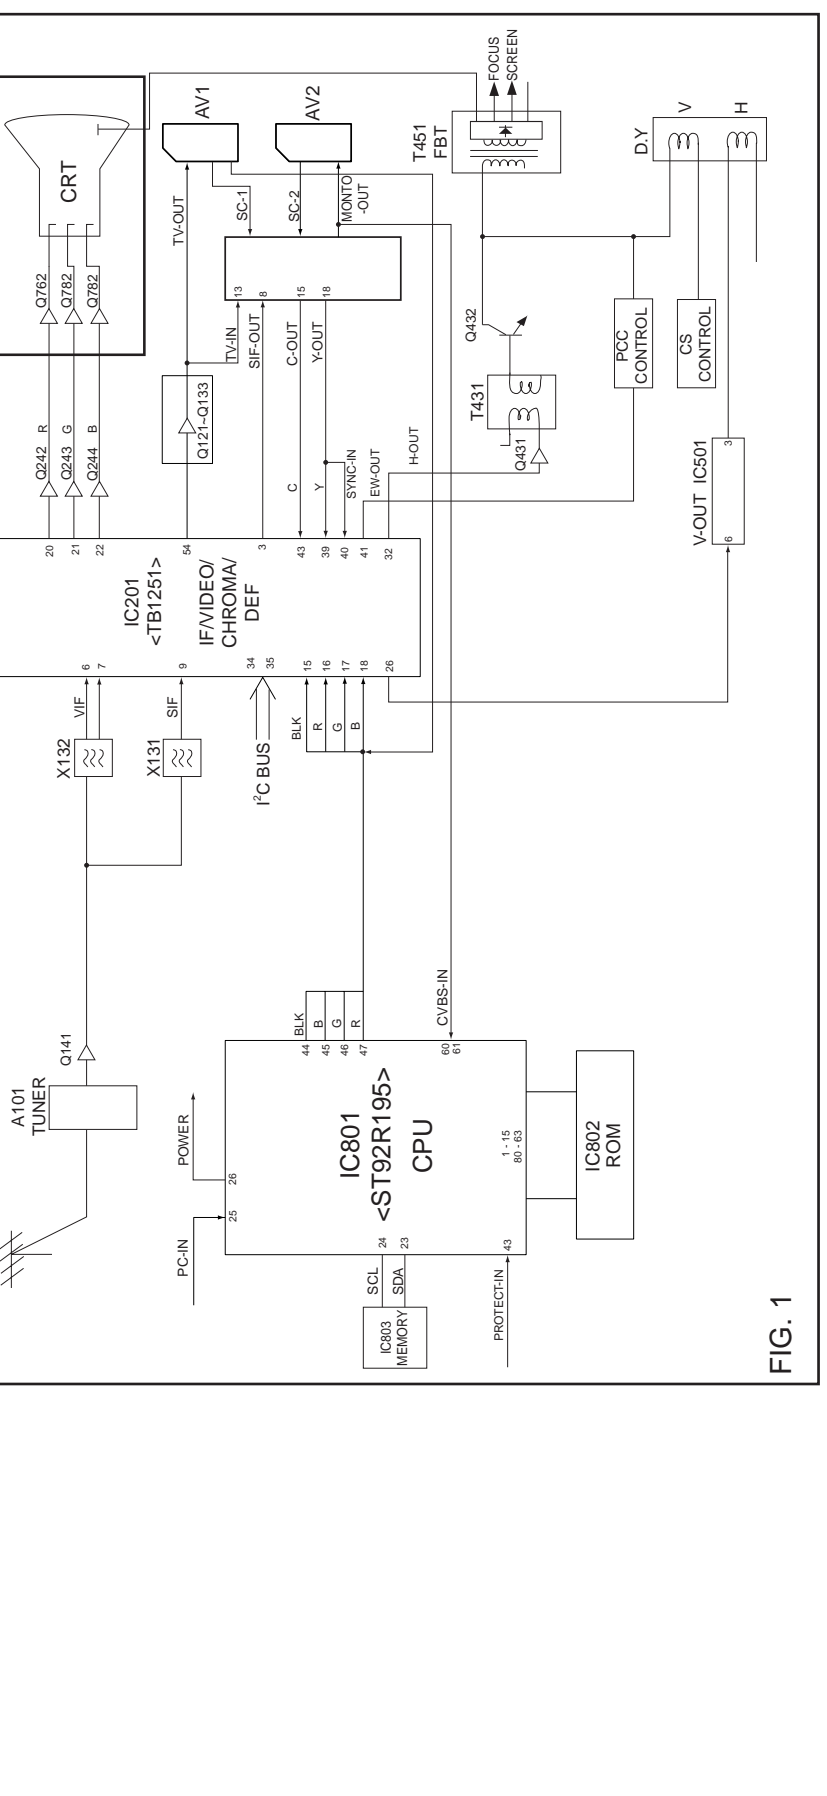 FOCUS
SCREEN
AV1
AV2
T451
FBT
V
H
D.Y
CRT
TV-OUT
SC-1
SC-2
MONTO
-OUT
Q762
Q782
Q782
13
8
15
18
TV-IN
SIF-OUT
C-OUT
Y-OUT
Q432
PCC
CONTROL
CS
CONTROL
Q121~Q133
T431
R
G
B
Q242
Q243
Q244
C
Y
SYNC-IN
EW-OUT
H-OUT
Q431
V-OUT IC501
3
6
20
21
22
54
3
43
39
40
41
32
IC201
<TB1251>
IF/VIDEO/
CHROMA/
DEF
6
7
9
34
35
15
16
17
18
26
VIF
SIF
X132
X131
I²C BUS
BLK
R
G
B
A101
TUNER
Q141
POWER
PC-IN
BLK
B
G
R
44
45
46
47
CVBS-IN
60
61
26
25
IC801
<ST92R195>
CPU
1 - 15
80 - 63
IC802
ROM
24
23
43
SCL
SDA
IC803
MEMORY
PROTECT-IN
FIG. 1